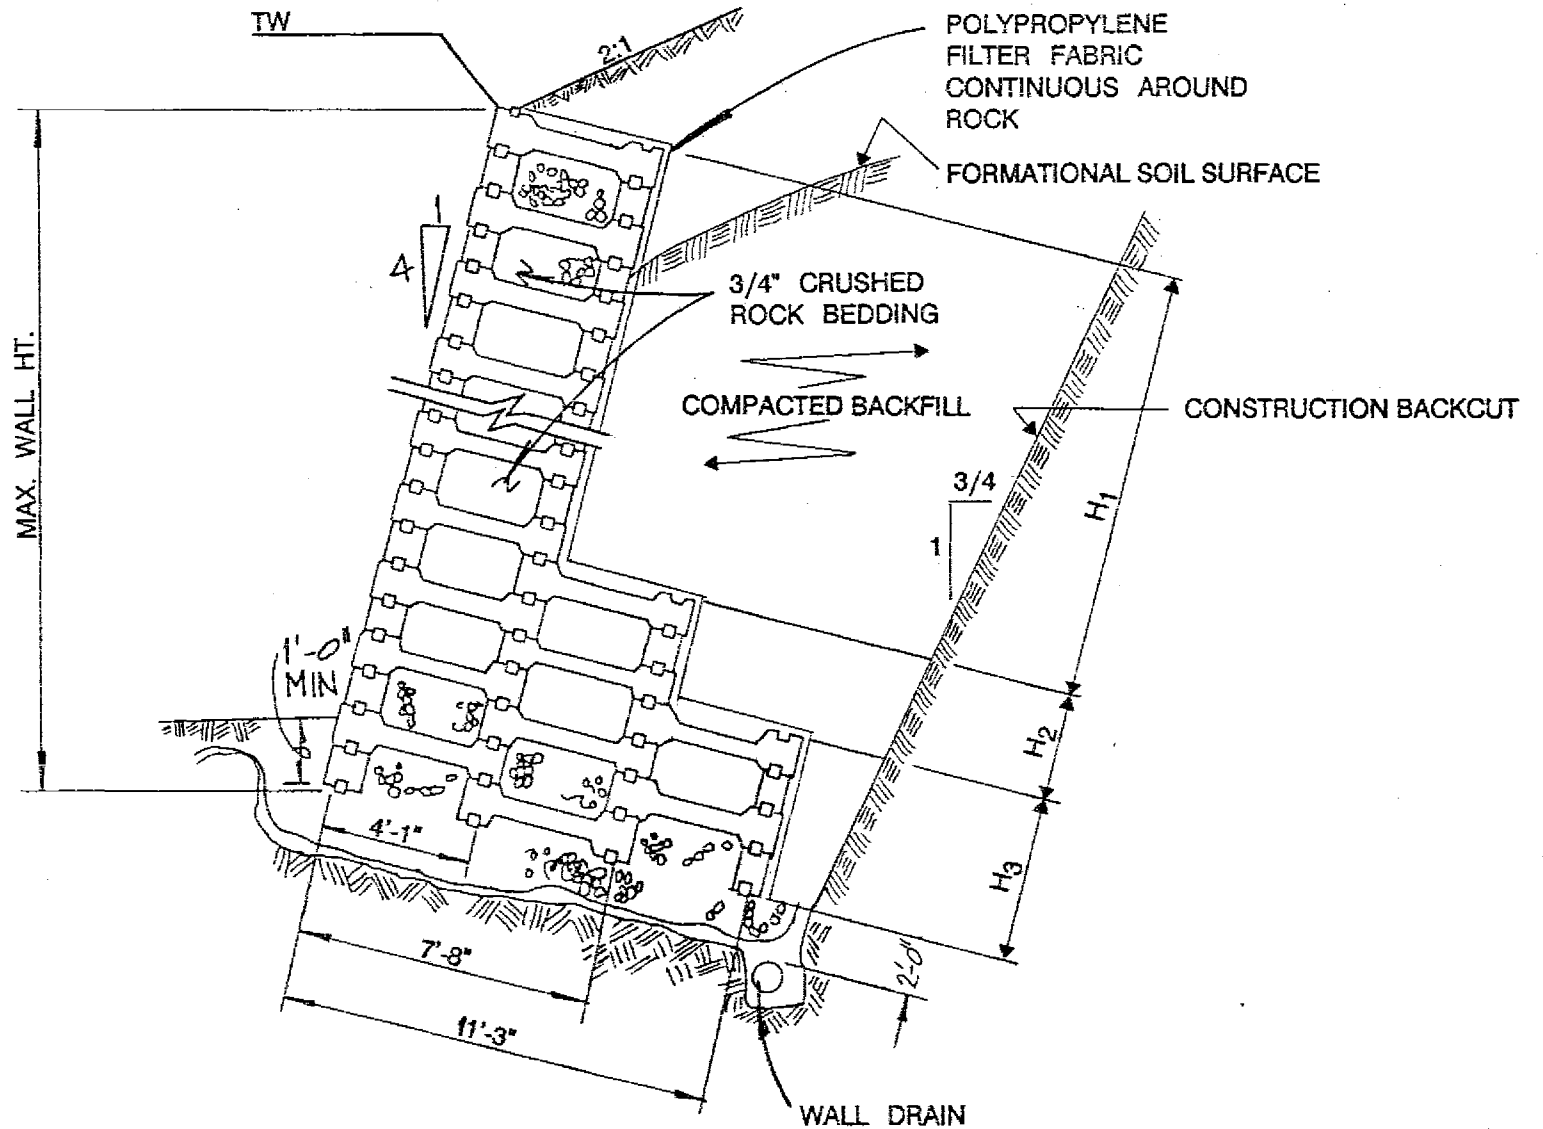 TW
2:1
POLYPROPYLENE
FILTER FABRIC
CONTINUOUS AROUND
ROCK
FORMATIONAL SOIL SURFACE
1
4
3/4" CRUSHED
ROCK BEDDING
MAX. WALL HT.
COMPACTED BACKFILL
CONSTRUCTION BACKCUT
3/4
1
H1
1'-0"
MIN
H2
4'-1"
H3
7'-8"
2'-0"
11'-3"
WALL DRAIN